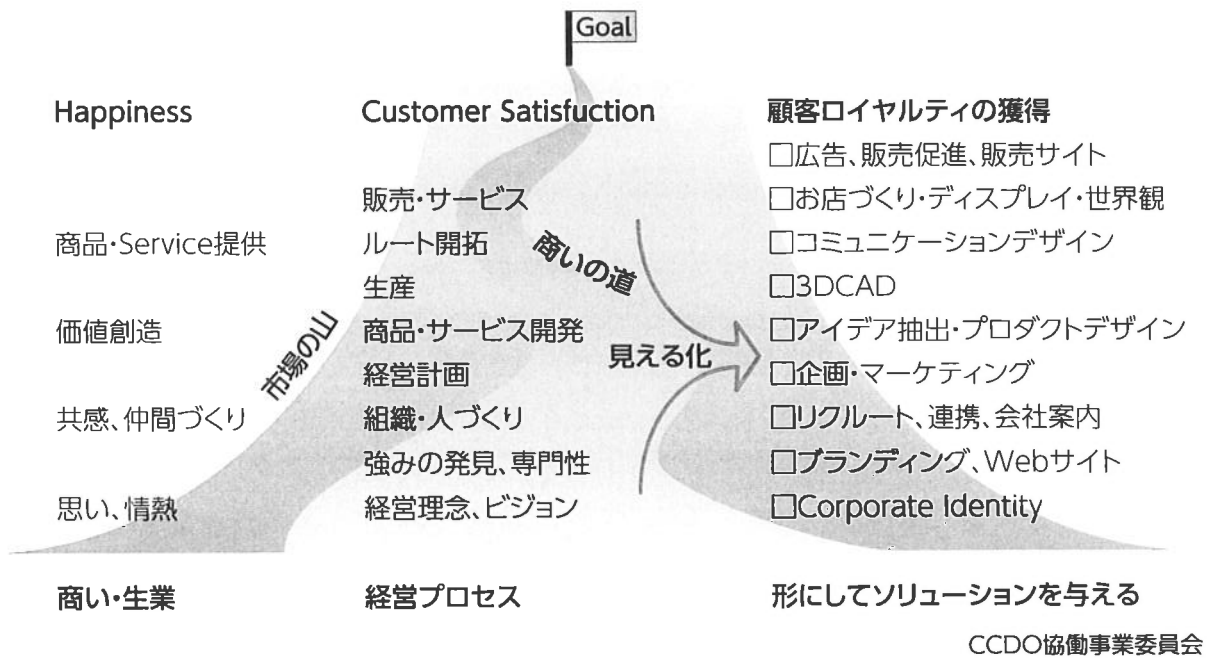 Goal
Happiness
商品・Service提供
価値創造
共感、仲間づくり
思い、情熱
商い・生業
市場の山
Customer Satisfuction
販売・サービス
ルート開拓
生産
商品・サービス開発
経営計画
組織・人づくり
強みの発見、専門性
経営理念、ビジョン
経営プロセス
商いの道
見える化
顧客ロイヤルティの獲得
□広告、販売促進、販売サイト
□お店づくり・ディスプレイ・世界観
□コミュニケーションデザイン
□3DCAD
□アイデア抽出・プロダクトデザイン
□企画・マーケティング
□リクルート、連携、会社案内
□ブランディング、Webサイト
□Corporate Identity
形にしてソリューションを与える
CCDO協働事業委員会